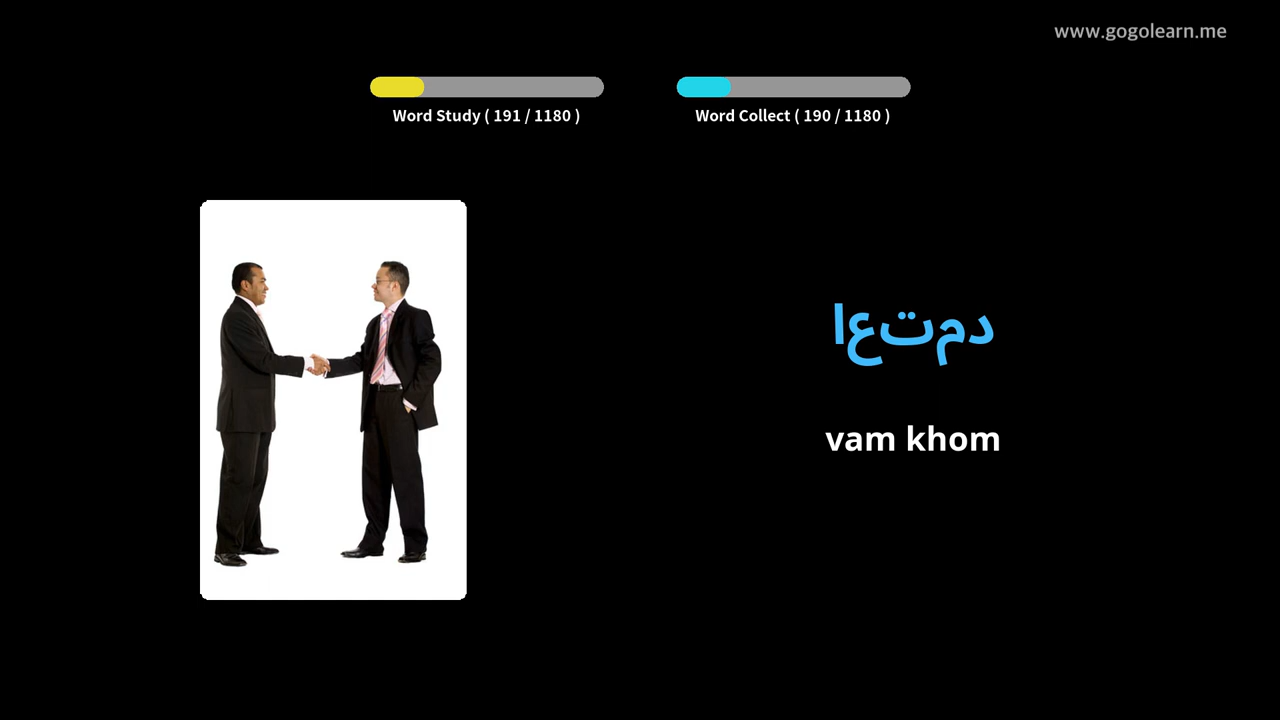 www.gogolearn.me
Word Study ( 191 / 1180 )
Word Collect ( 190 / 1180 )
اعتمد
vam khom